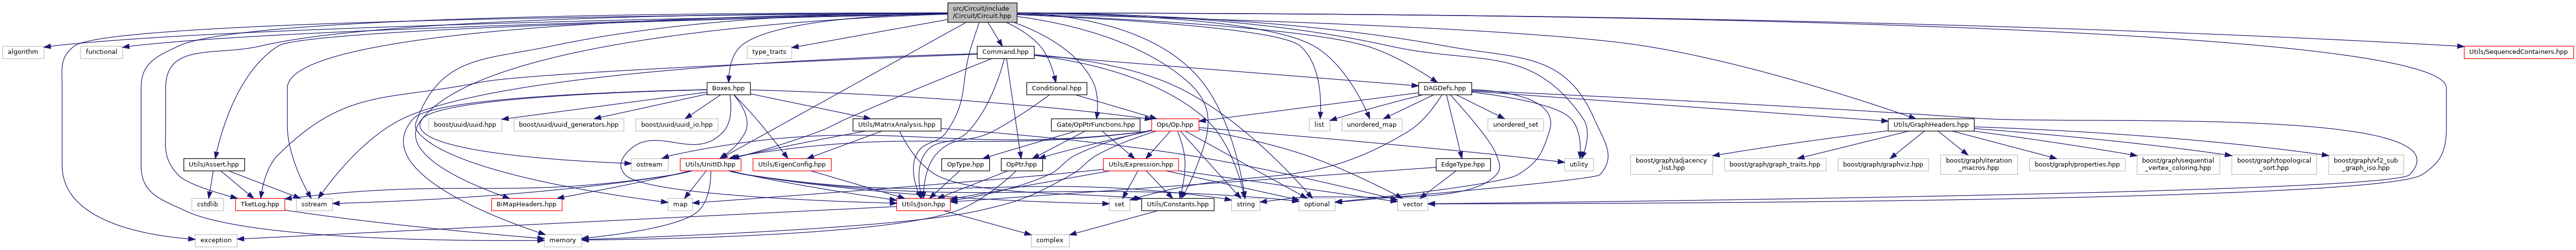 src/Circuit/include
/Circuit/Circuit.hpp
algorithm
functional
type_traits
Command.hpp
Utils/SequencedContainers.hpp
Boxes.hpp
Conditional.hpp
DAGDefs.hpp
boost/uuid/uuid.hpp
boost/uuid/uuid_generators.hpp
boost/uuid/uuid_io.hpp
Utils/MatrixAnalysis.hpp
Gate/OpPtrFunctions.hpp
Ops/Op.hpp
list
unordered_map
unordered_set
Utils/GraphHeaders.hpp
Utils/Assert.hpp
ostream
Utils/UnitID.hpp
Utils/EigenConfig.hpp
OpType.hpp
OpPtr.hpp
Utils/Expression.hpp
EdgeType.hpp
utility
boost/graph/adjacency
_list.hpp
boost/graph/graph_traits.hpp
boost/graph/graphviz.hpp
boost/graph/iteration
_macros.hpp
boost/graph/properties.hpp
boost/graph/sequential
_vertex_coloring.hpp
boost/graph/topological
_sort.hpp
boost/graph/vf2_sub
_graph_iso.hpp
cstdlib
TketLog.hpp
sstream
BiMapHeaders.hpp
map
Utils/Json.hpp
set
Utils/Constants.hpp
string
optional
vector
exception
memory
complex